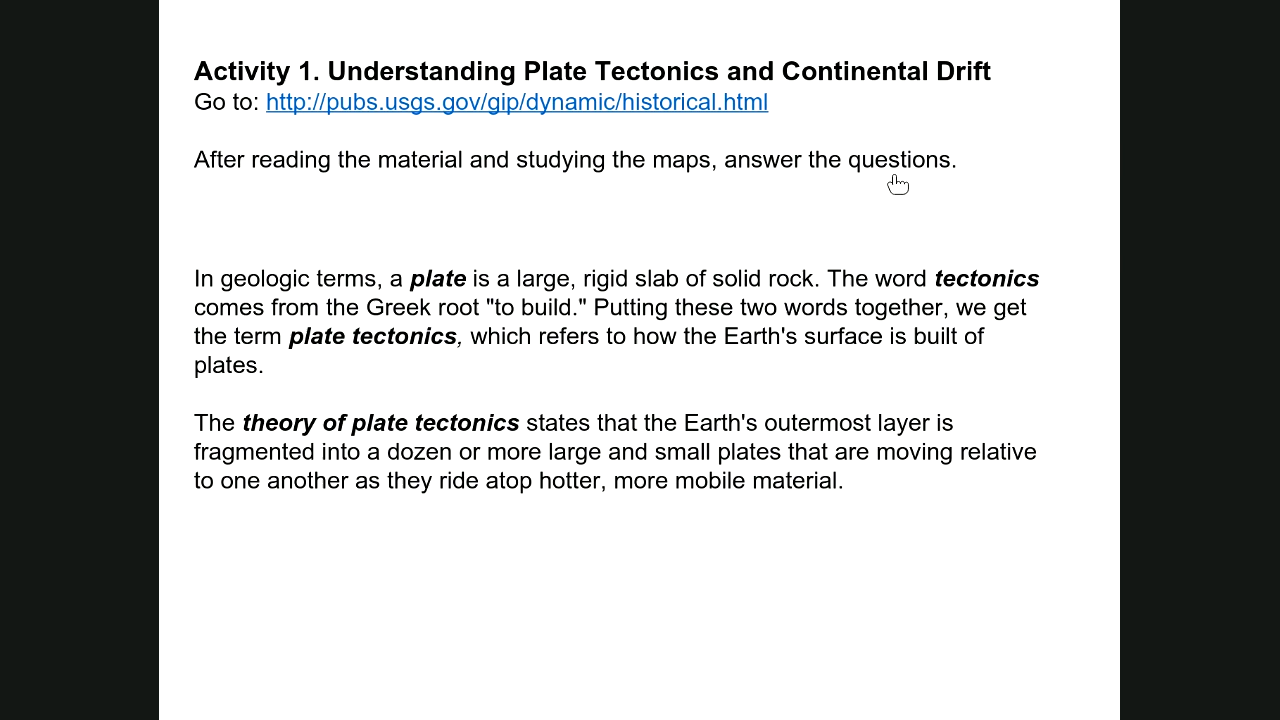 Activity 1. Understanding Plate Tectonics and Continental Drift
Go to: http://pubs.usgs.gov/gip/dynamic/historical.html
After reading the material and studying the maps, answer the questions.
In geologic terms, a plate is a large, rigid slab of solid rock. The word tectonics
comes from the Greek root "to build." Putting these two words together, we get
the term plate tectonics, which refers to how the Earth's surface is built of
plates.
The theory of plate tectonics states that the Earth's outermost layer is
fragmented into a dozen or more large and small plates that are moving relative
to one another as they ride atop hotter, more mobile material.